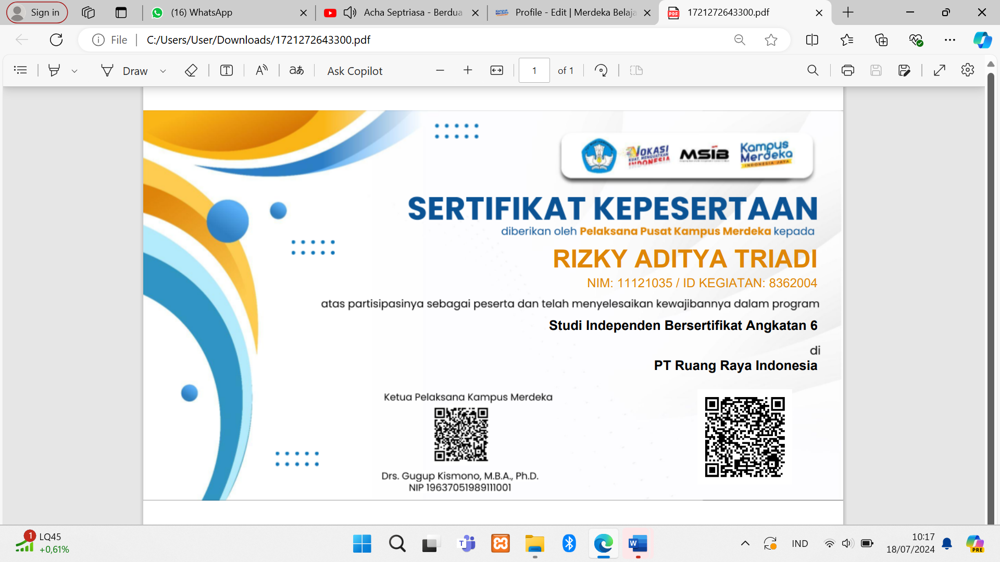 Sign in
(16) WhatsApp
Acha Septriasa - Berdua
Profile - Edit | Merdeka Belaja
1721272643300.pdf
File
C:/Users/User/Downloads/1721272643300.pdf
Draw
Ask Copilot
1 of 1
VOKASI
KUAT, MENGUATKAN
INDONESIA
MSIB
Kampus
Merdeka
INDONESIA JAYA
SERTIFIKAT KEPESERTAAN
diberikan oleh Pelaksana Pusat Kampus Merdeka kepada
RIZKY ADITYA TRIADI
NIM: 11121035 / ID KEGIATAN: 8362004
atas partisipasinya sebagai peserta dan telah menyelesaikan kewajibannya dalam program
Studi Independen Bersertifikat Angkatan 6
di
PT Ruang Raya Indonesia
Ketua Pelaksana Kampus Merdeka
Drs. Gugup Kismono, M.B.A., Ph.D.
NIP 19637051989111001
1
LQ45
+0,61%
IND
10:17
18/07/2024
PRE